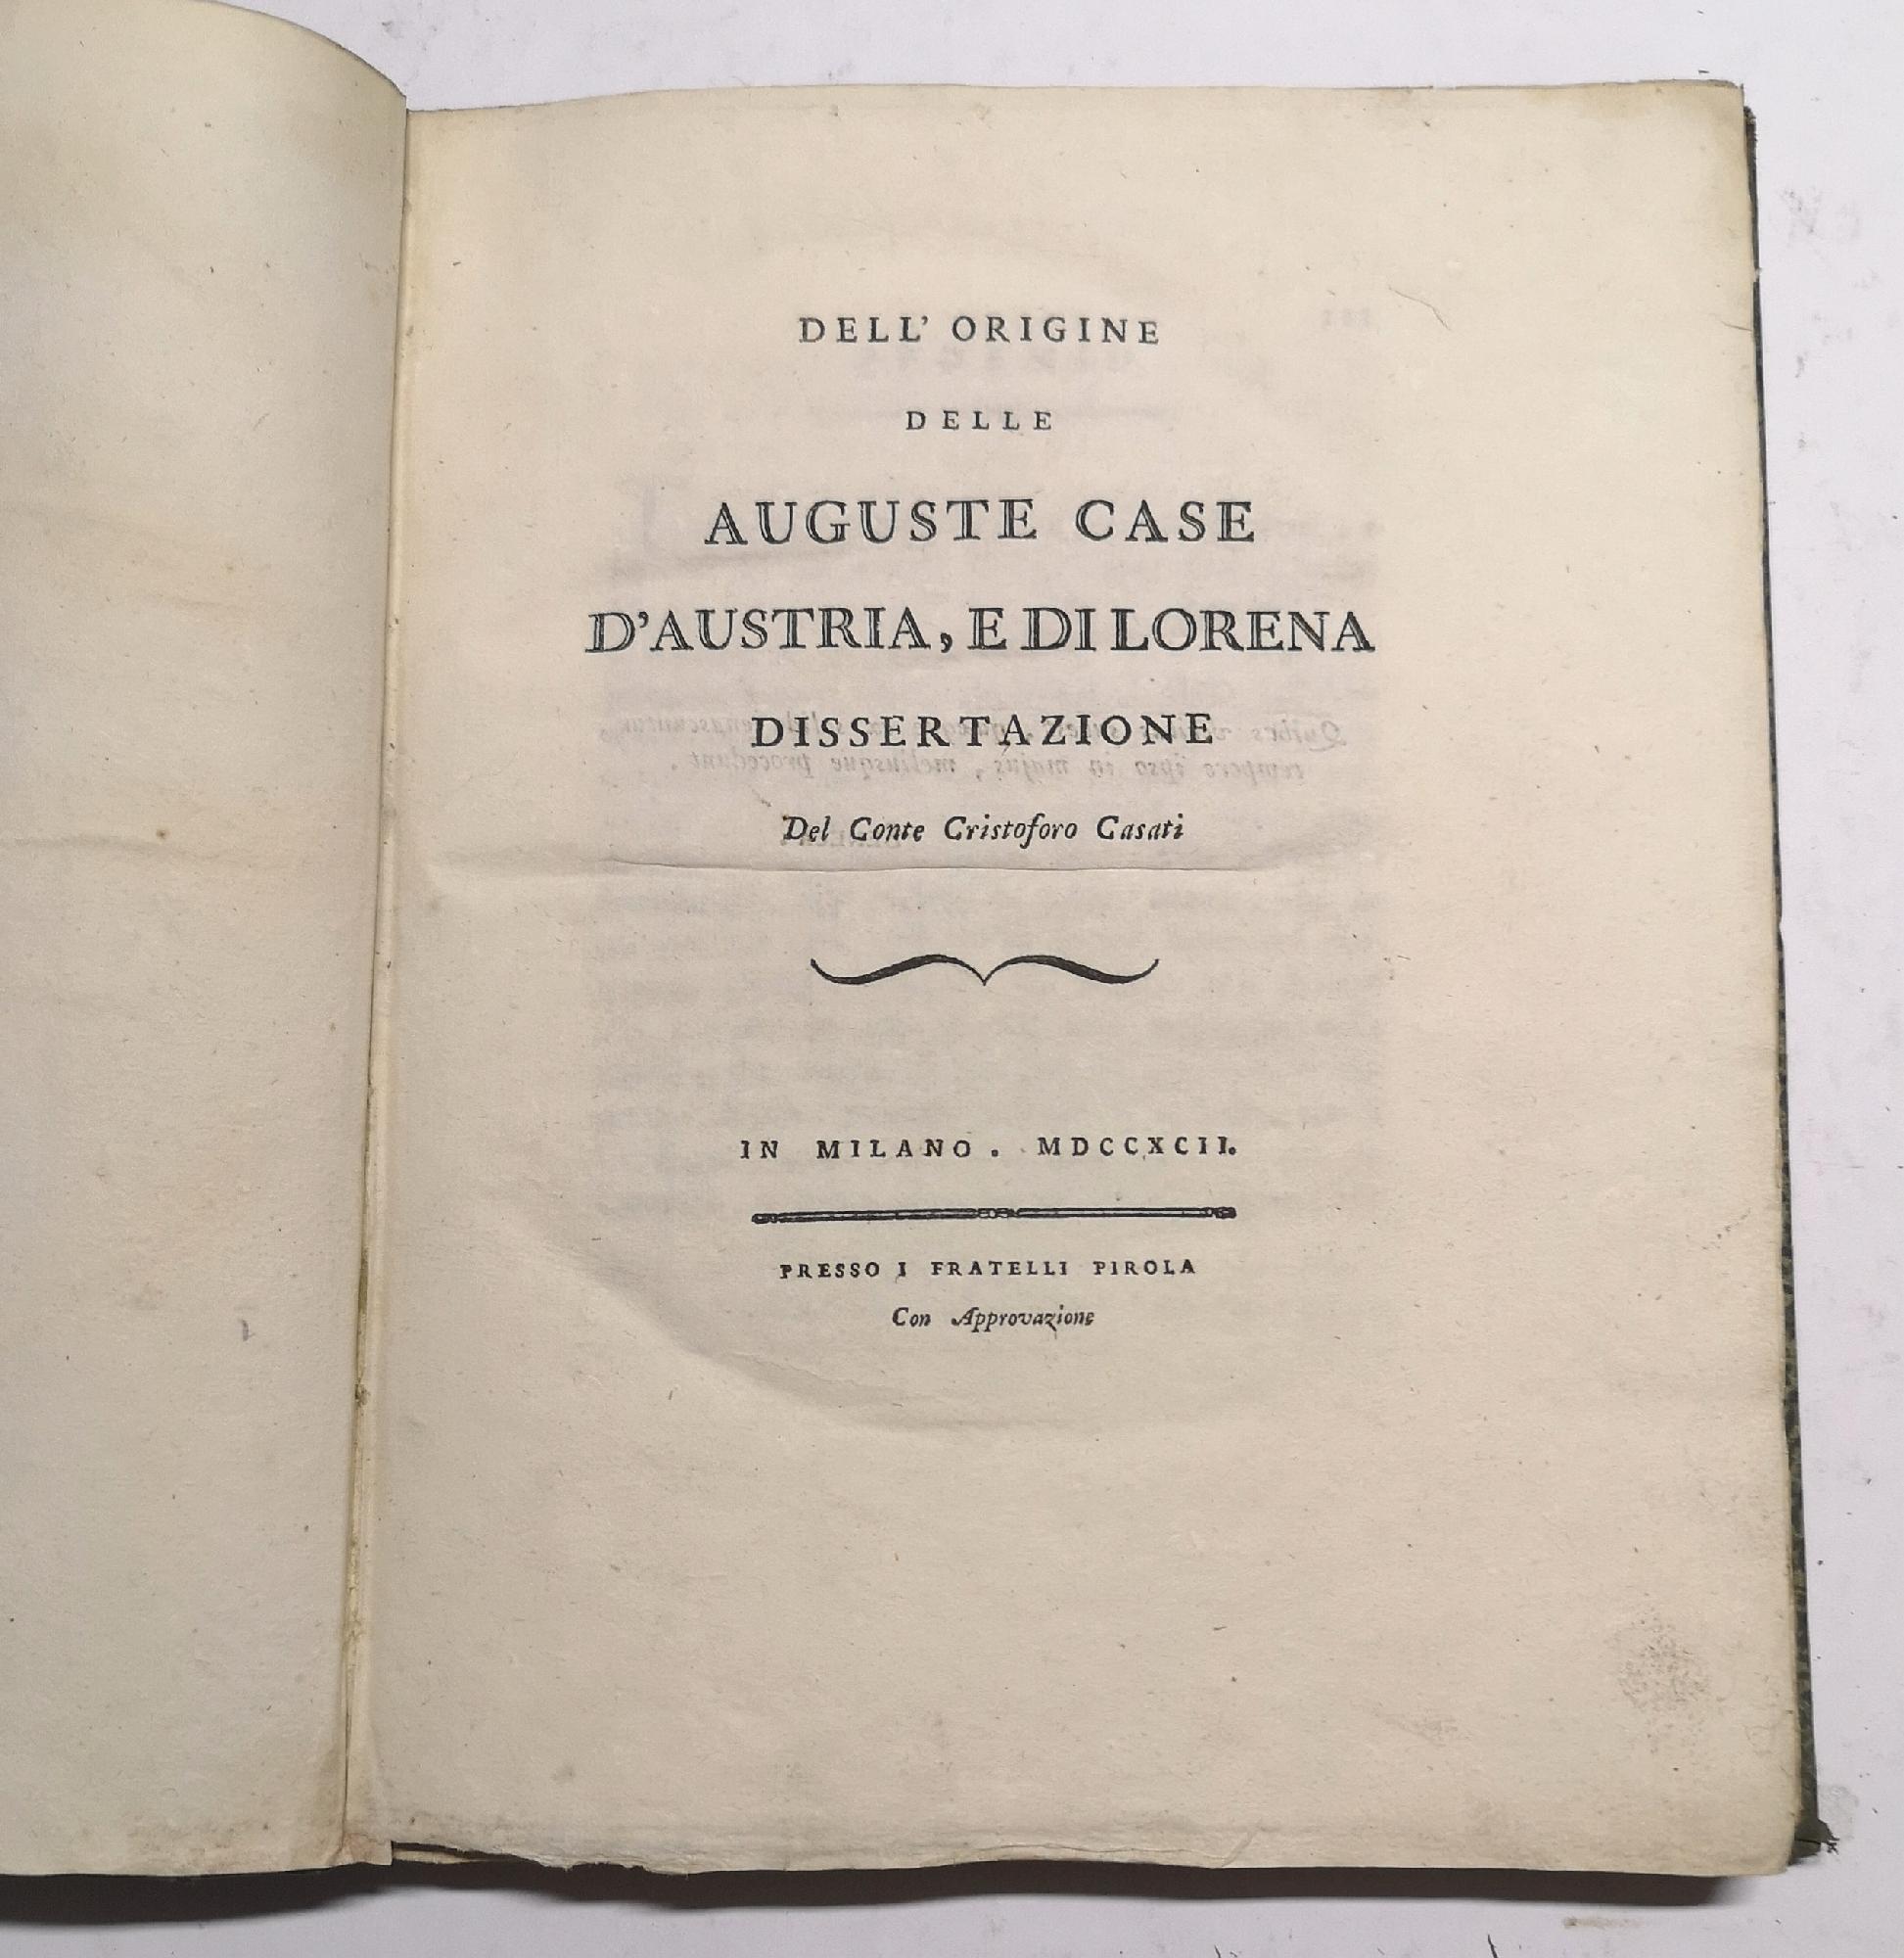 DELL' ORIGINE
DELLE
AUGUSTE CASE
D'AUSTRIA, E DI LORENA
DISSERTAZIONE
Del Conte Cristoforo Casati
IN MILANO. MDCCXCII.
PRESSO I FRATELLI PIROLA
Con Approvazione